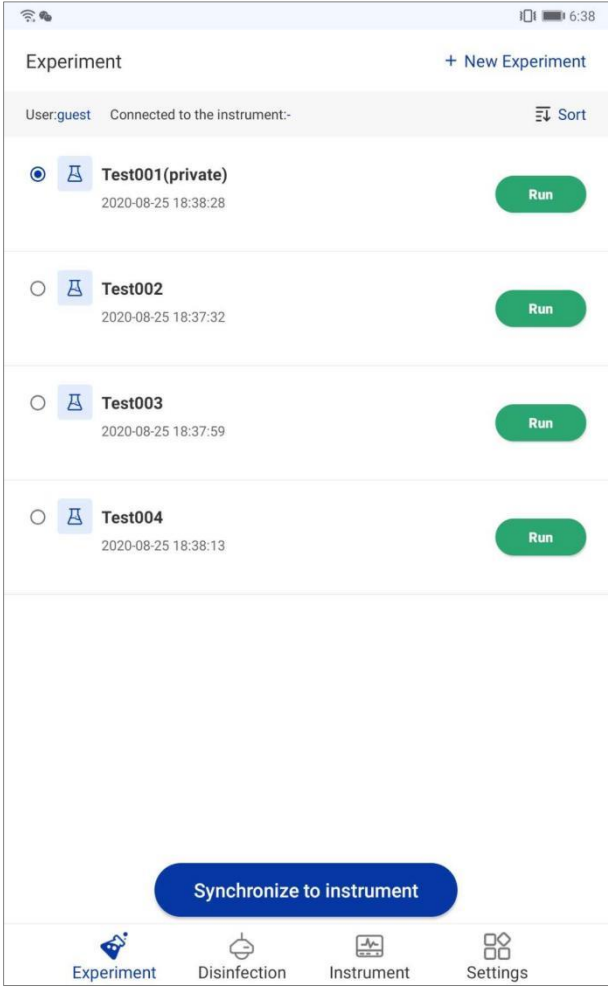 6:38
Experiment
+ New Experiment
User:guest Connected to the instrument:- Sort
Test001(private)
2020-08-25 18:38:28
Run
Test002
2020-08-25 18:37:32
Run
Test003
2020-08-25 18:37:59
Run
Test004
2020-08-25 18:38:13
Run
Synchronize to instrument
Experiment Disinfection Instrument Settings